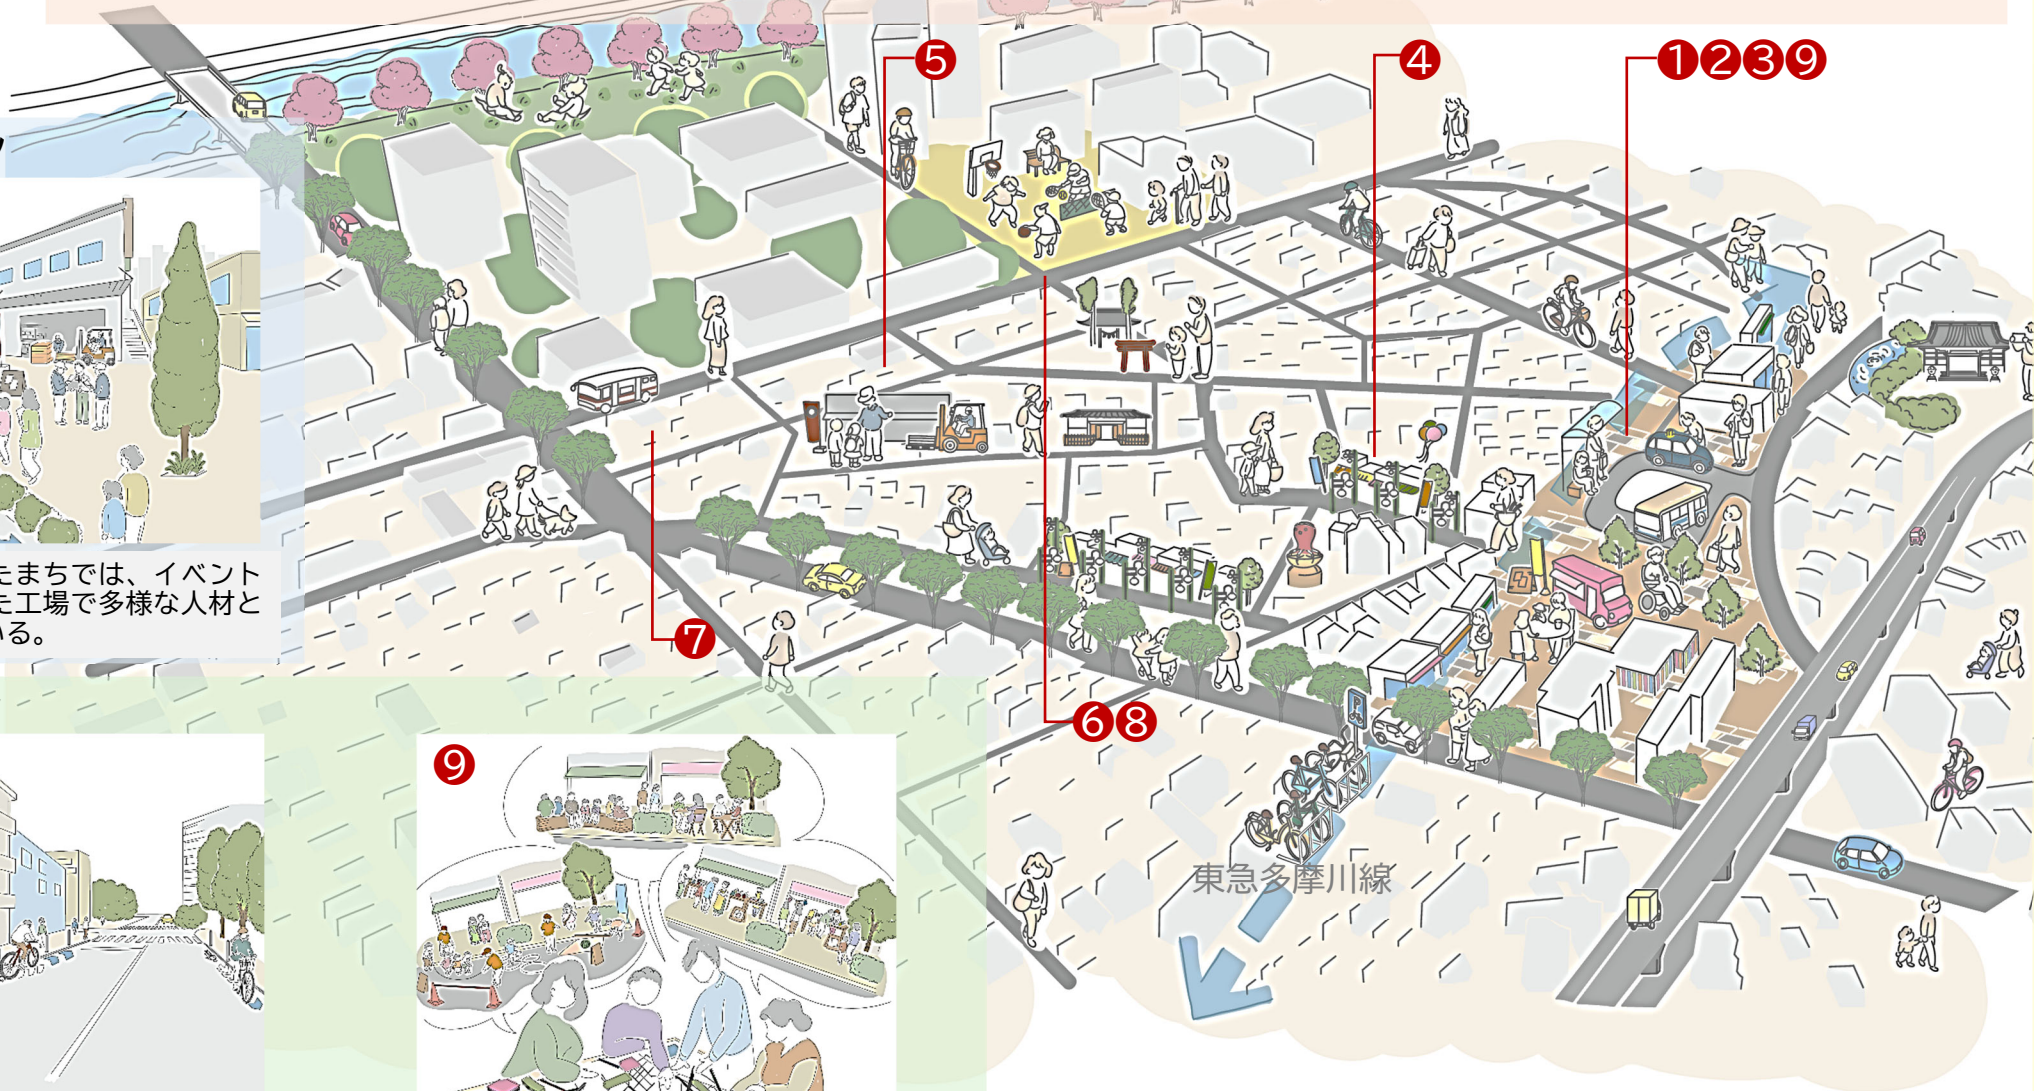 ❺
❹
❶❷❸❾
たまちでは、イベント
た工場で多様な人材と
いる。
❼
❻❽
❾
東急多摩川線